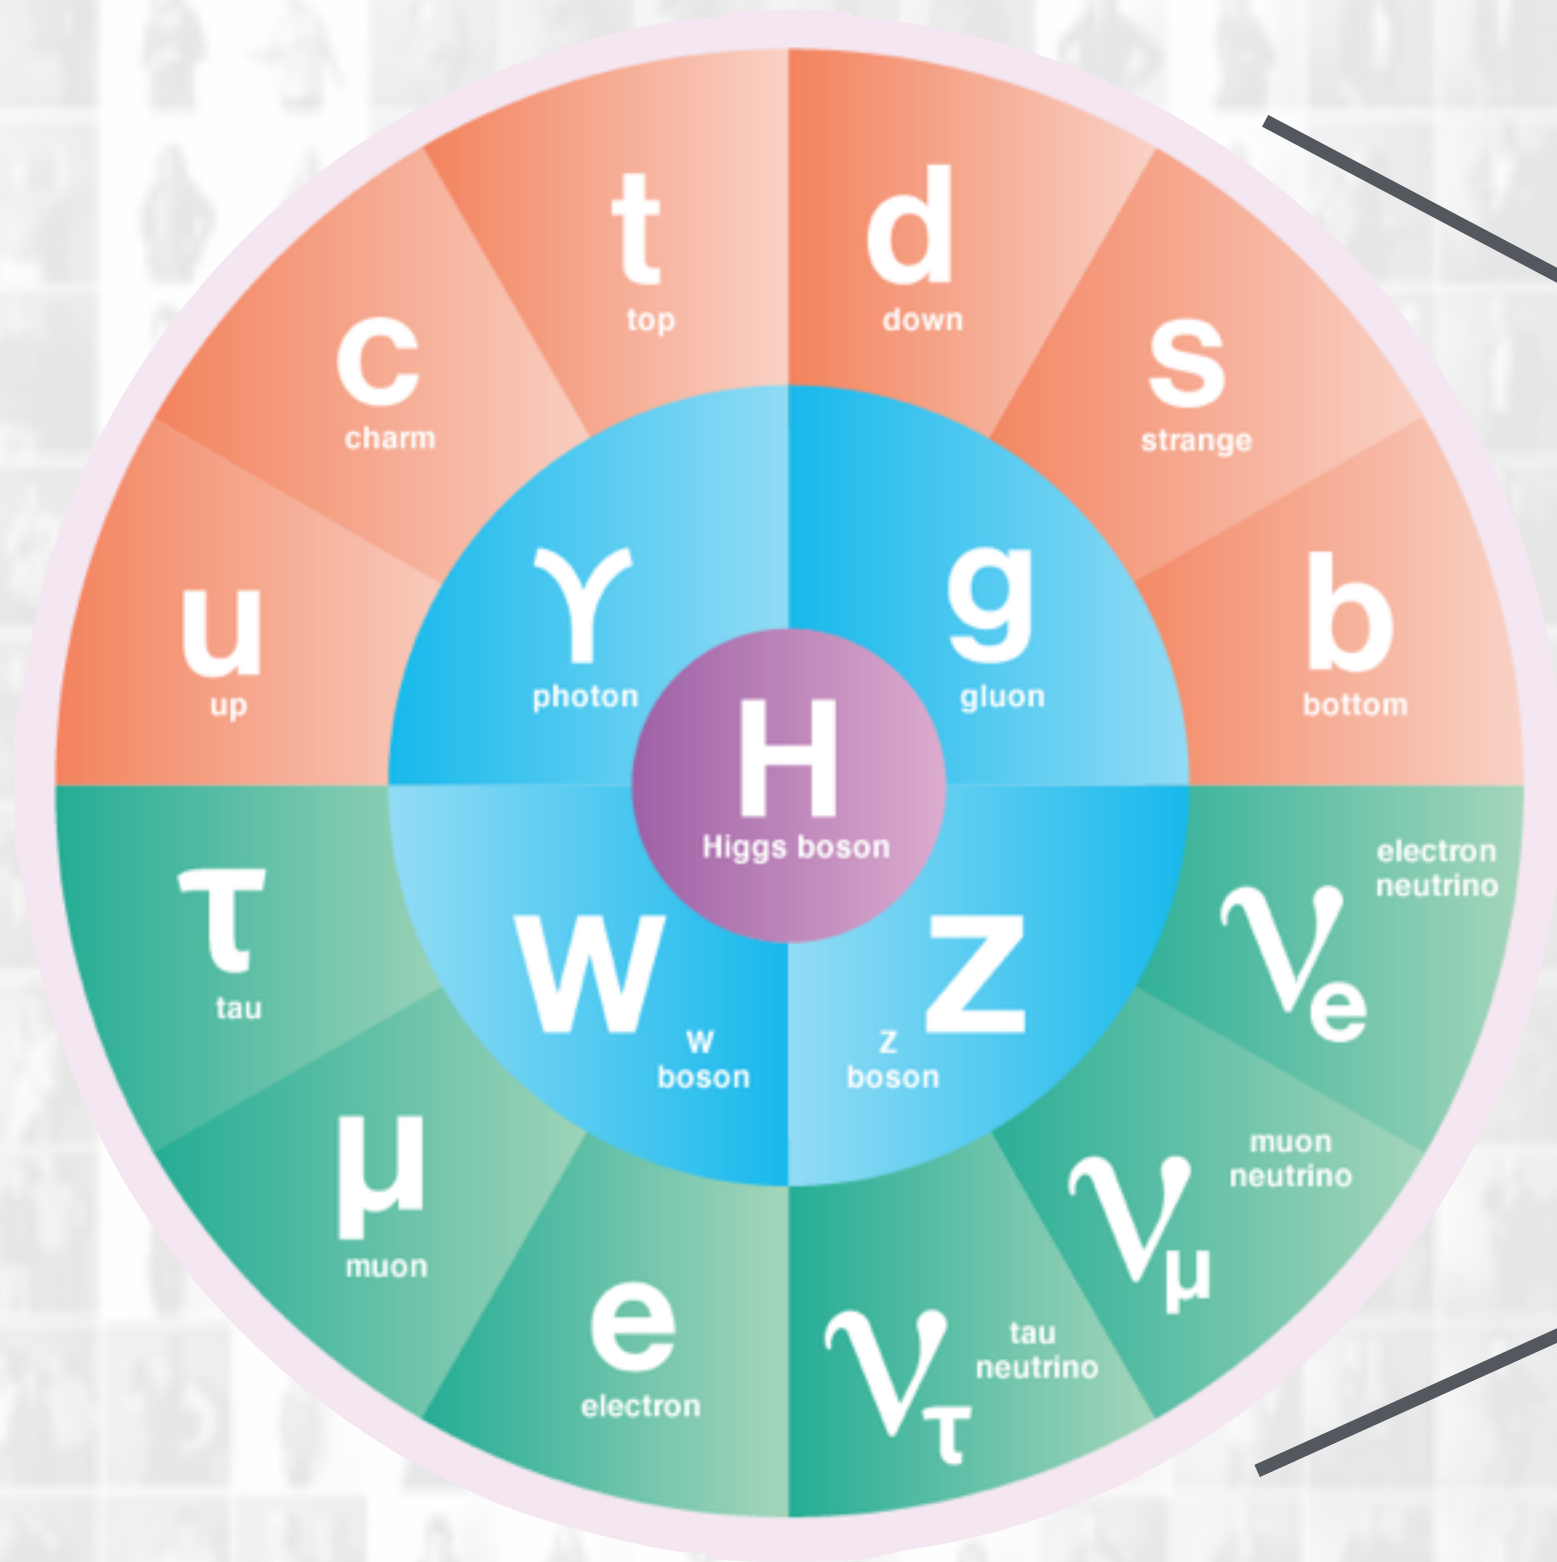 t
top
d
down
c
charm
s
strange
u
up
b
bottom
γ
photon
g
gluon
H
Higgs boson
τ
tau
W
W
boson
Z
Z
boson
electron
neutrino
νe
μ
muon
muon
neutrino
νμ
e
electron
tau
neutrino
ντ